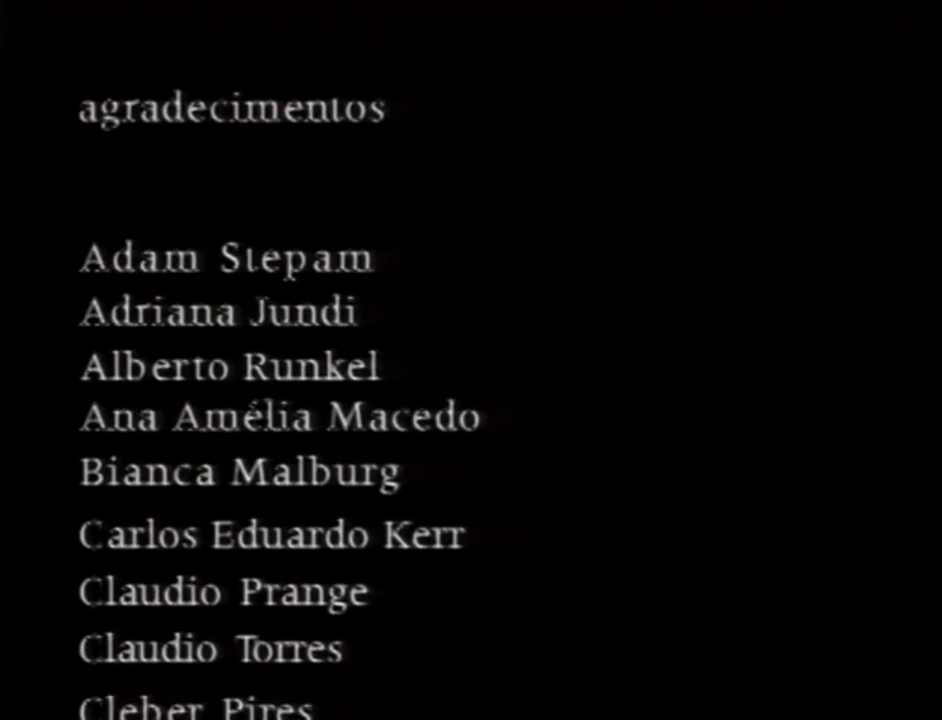 agradecimentos
Adam Stepam
Adriana Jundi
Alberto Runkel
Ana Amélia Macedo
Bianca Malburg
Carlos Eduardo Kerr
Claudio Prange
Claudio Torres
Cleber Pires